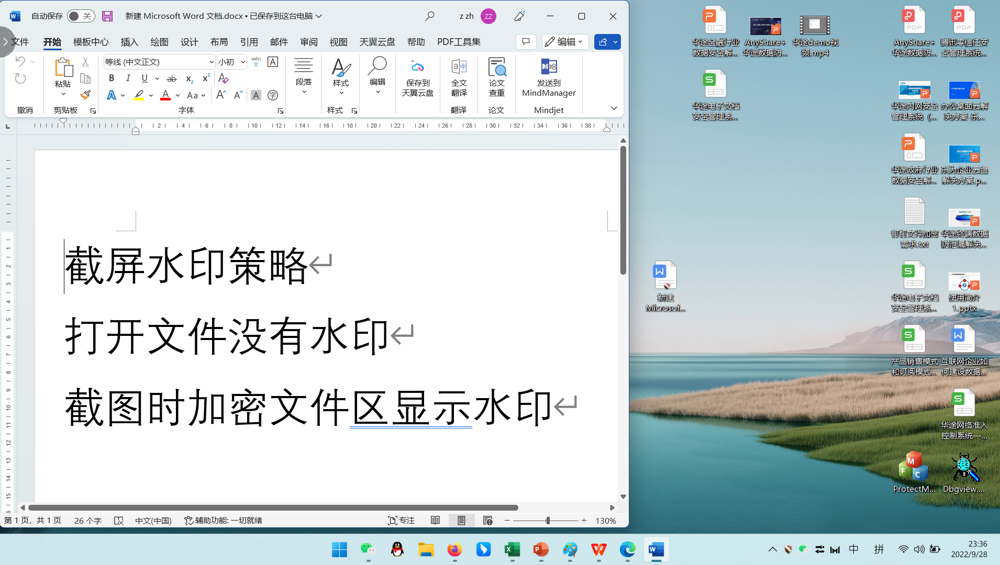 自动保存 关 新建 Microsoft Word 文档.docx • 已保存到这台电脑 z zh ZZ
文件 开始 模板中心 插入 绘图 设计 布局 引用 邮件 审阅 视图 天翼云盘 帮助 PDF工具集 编辑
等线 (中文正文) 小初 wén 文 A
粘贴
B I U ab x₂ x² A
A A Aa A A A 字
段落
样式
编辑
保存到
天翼云盘
全文
翻译
论文
查重
发送到
MindManager
撤消 剪贴板 字体 样式 翻译 论文 Mindjet
2 4 6 8 10 12 14 16 18 20 22 24 26 28 30 32 34 36 38
1
2
3
4
5
6
7
8
9
10
11
12
13
14
15
截屏水印策略
打开文件没有水印
截图时加密文件区显示水印
第 1 页，共 1 页 26 个字 中文(中国) 辅助功能: 一切就绪 专注 130%
华途金融行业
数据安全解...
AnyShare+
华途数据防...
华途demo视
频.mp4
AnyShare+
华途数据防...
腾讯零信任安
全管理系统...
华途电子文档
安全管理系...
华途内网安全
管理系统（...
办公桌面云解
决方案-乐...
华途政府行业
数据安全解...
乐为企业云盘
解决方案.p...
钉钉文件加密
需求.txt
华途终端数据
防泄漏解决...
新建
Microsof...
华途电子文档
安全管理系...
使用简介
1.pptx
产品销售模式
和订阅模式...
互联网企业如
何建设数据...
华途网络准入
控制系统—...
ProtectM...
Dbgview....
中 拼
23:36
2022/9/28